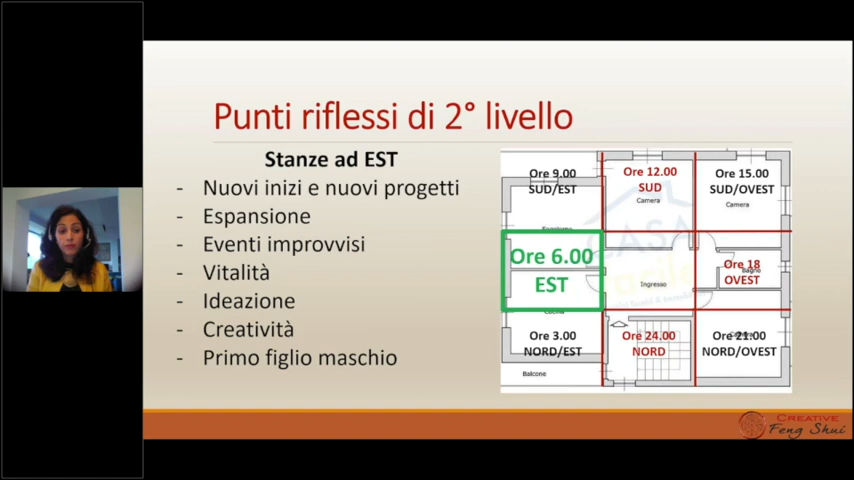 Punti riflessi di 2° livello
Stanze ad EST
- Nuovi inizi e nuovi progetti
- Espansione
- Eventi improvvisi
- Vitalità
- Ideazione
- Creatività
- Primo figlio maschio
Ore 9.00
SUD/EST
Ore 12.00
SUD
Camera
Ore 15.00
SUD/OVEST
Camera
CASA
Ore 6.00
EST
Ingresso
Ore 18
OVEST
Bagno
Ore 3.00
NORD/EST
Balcone
Ore 24.00
NORD
Ore 21.00
NORD/OVEST
CREATIVE
Feng Shui